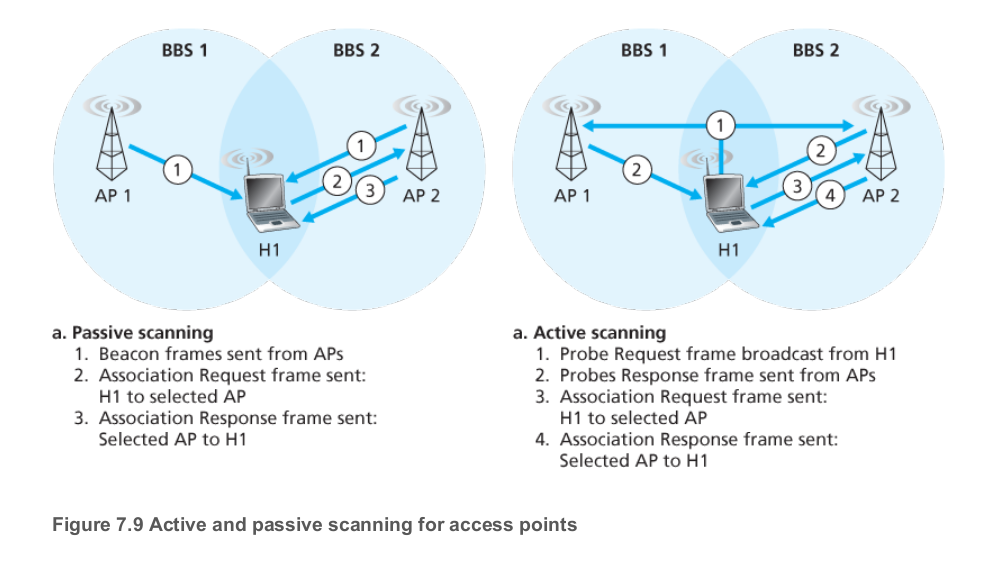 BBS 1
BBS 2
1
1
2
3
AP 1
AP 2
H1
a. Passive scanning
1. Beacon frames sent from APs
2. Association Request frame sent:
H1 to selected AP
3. Association Response frame sent:
Selected AP to H1
BBS 1
BBS 2
1
2
2
3
4
AP 1
AP 2
H1
a. Active scanning
1. Probe Request frame broadcast from H1
2. Probes Response frame sent from APs
3. Association Request frame sent:
H1 to selected AP
4. Association Response frame sent:
Selected AP to H1
Figure 7.9 Active and passive scanning for access points